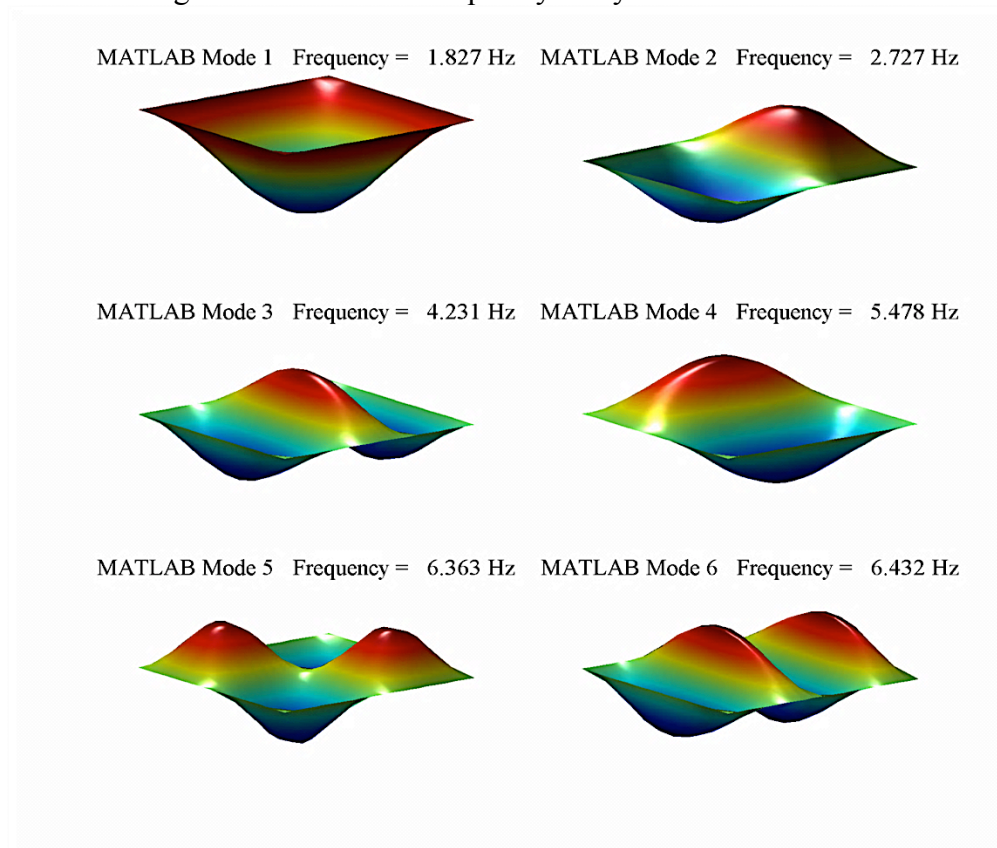 MATLAB Mode 1 Frequency = 1.827 Hz MATLAB Mode 2 Frequency = 2.727 Hz
MATLAB Mode 3 Frequency = 4.231 Hz MATLAB Mode 4 Frequency = 5.478 Hz
MATLAB Mode 5 Frequency = 6.363 Hz MATLAB Mode 6 Frequency = 6.432 Hz